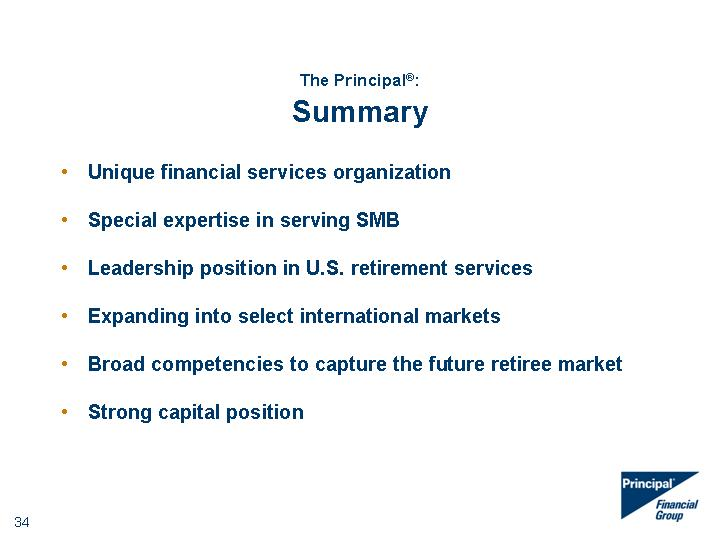 The Principal®:
Summary
• Unique financial services organization
• Special expertise in serving SMB
• Leadership position in U.S. retirement services
• Expanding into select international markets
• Broad competencies to capture the future retiree market
• Strong capital position
Principal®
Financial
Group
34